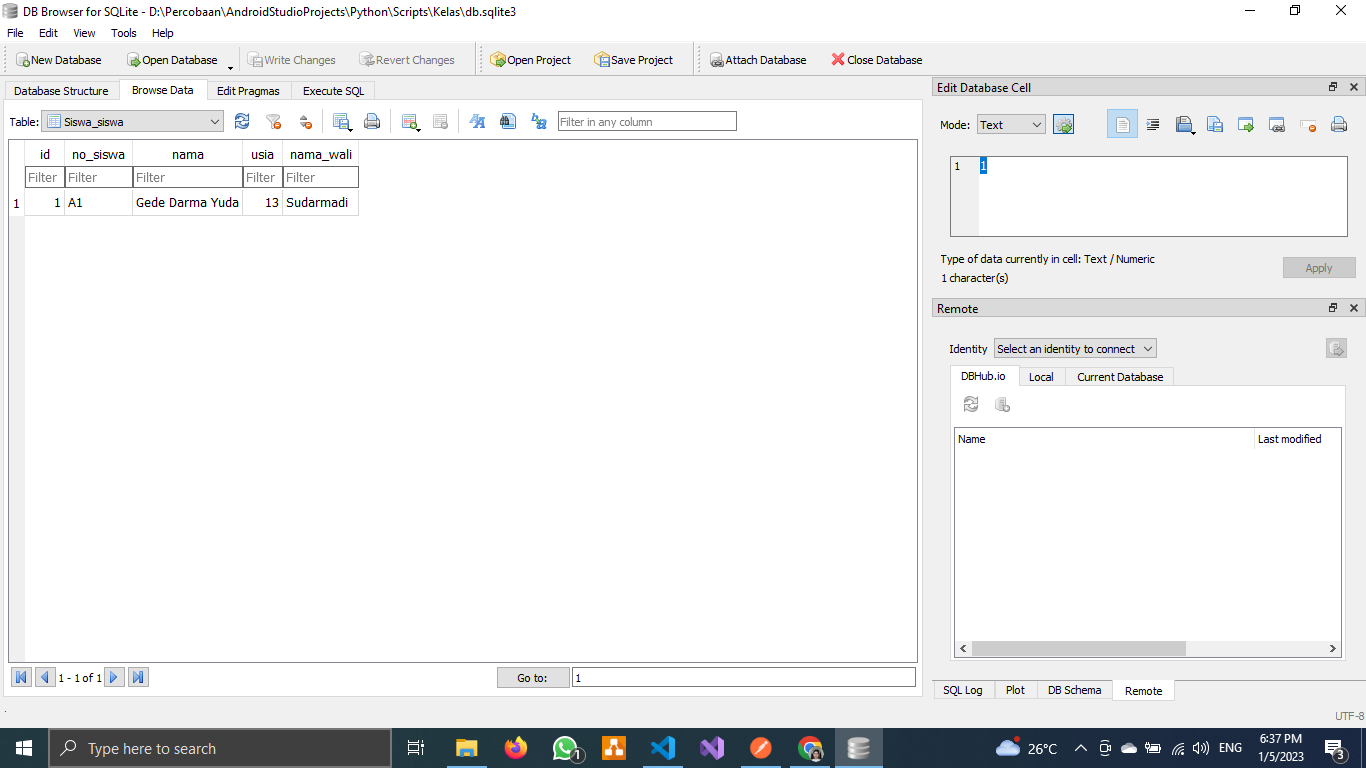 DB Browser for SQLite - D:\Percobaan\AndroidStudioProjects\Python\Scripts\Kelas\db.sqlite3
File Edit View Tools Help
New Database Open Database Write Changes Revert Changes Open Project Save Project Attach Database Close Database
Database Structure Browse Data Edit Pragmas Execute SQL
Table: Siswa_siswa Filter in any column
id no_siswa nama usia nama_wali
Filter Filter Filter Filter Filter
1 1 A1 Gede Darma Yuda 13 Sudarmadi
1 - 1 of 1 Go to: 1
Edit Database Cell
Mode: Text
1 1
Type of data currently in cell: Text / Numeric
1 character(s)
Apply
Remote
Identity Select an identity to connect
DBHub.io Local Current Database
Name Last modified
SQL Log Plot DB Schema Remote
UTF-8
Type here to search
1
26°C
ENG
6:37 PM
1/5/2023
3